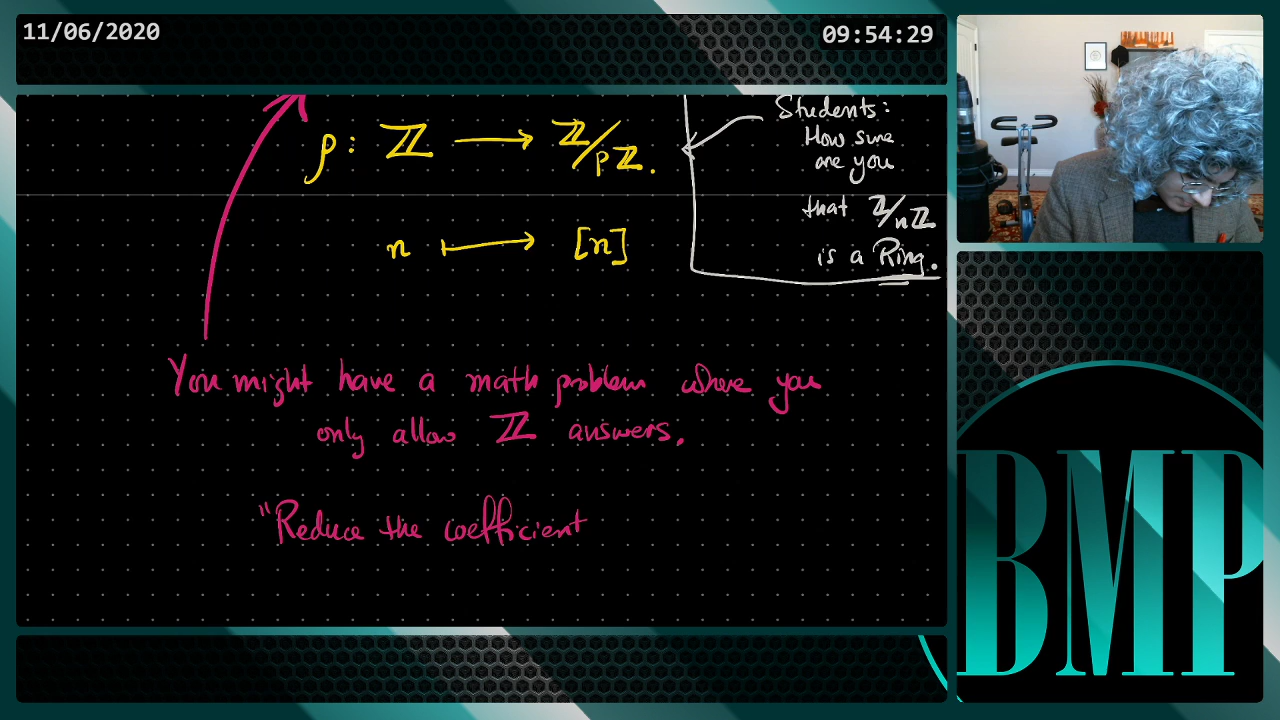 11/06/2020
09:54:29
ρ: ℤ ⟶ ℤ/pℤ.
n ⟼ [n]
Students:
How sure
are you
that ℤ/nℤ
is a Ring.
You might have a math problem where you
only allow ℤ answers.
"Reduce the coefficient
BMP